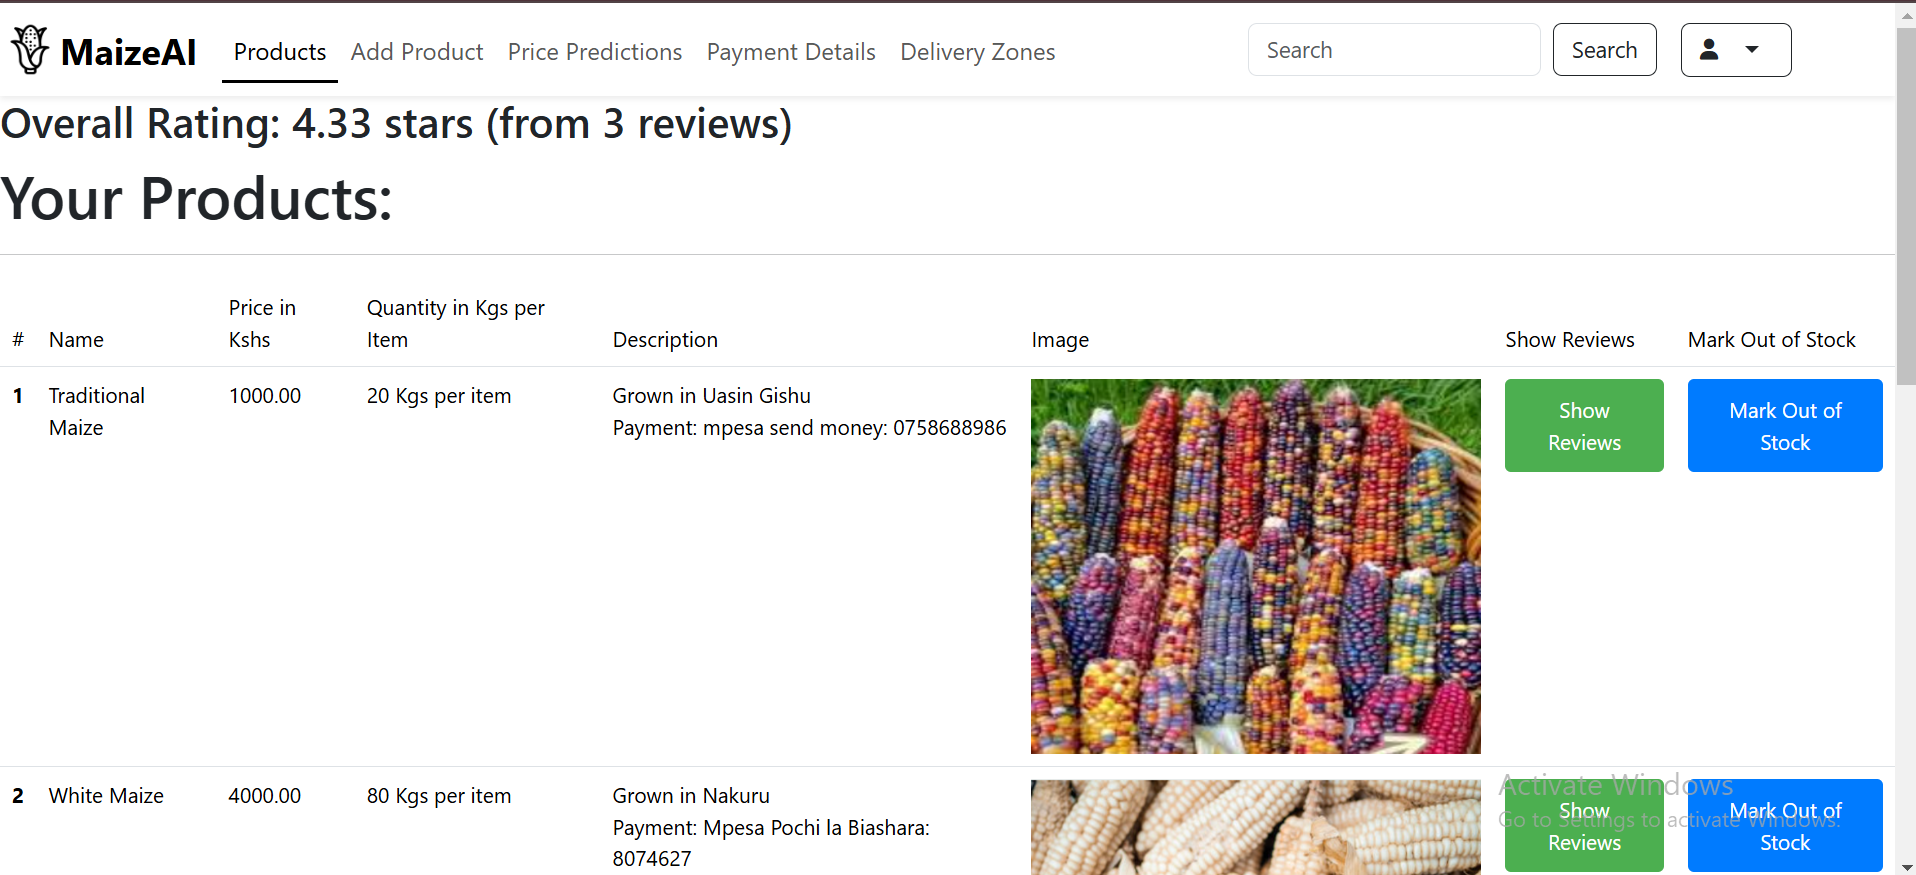 MaizeAI Products Add Product Price Predictions Payment Details Delivery Zones Search Search
Overall Rating: 4.33 stars (from 3 reviews)
Your Products:
# Name Price in Kshs Quantity in Kgs per Item Description Image Show Reviews Mark Out of Stock
1 Traditional Maize 1000.00 20 Kgs per item Grown in Uasin Gishu
Payment: mpesa send money: 0758688986
Show Reviews
Mark Out of Stock
2 White Maize 4000.00 80 Kgs per item Grown in Nakuru
Payment: Mpesa Pochi la Biashara:
8074627
Show Reviews
Mark Out of Stock
Activate Windows
Go to Settings to activate Windows.